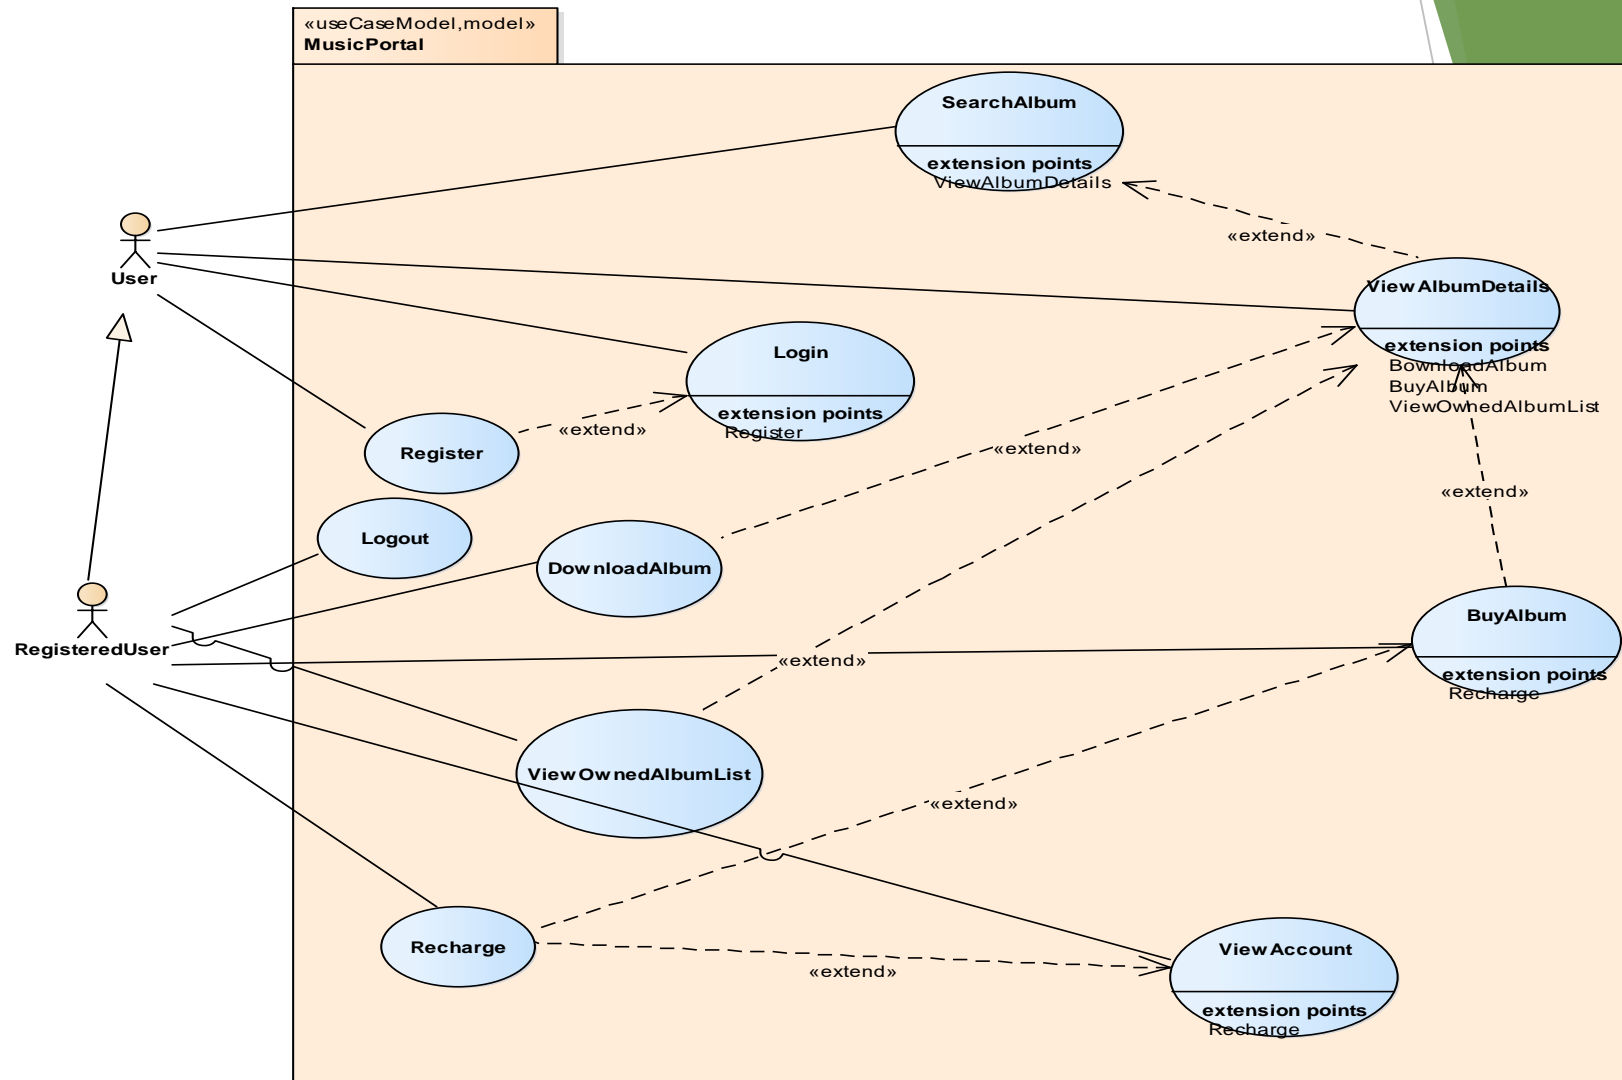 «useCaseModel,model»
MusicPortal
SearchAlbum
extension points
ViewAlbumDetails
«extend»
User
ViewAlbumDetails
extension points
BownloadAlbum
BuyAlbum
ViewOwnedAlbumList
Login
extension points
Register
«extend»
Register
«extend»
«extend»
Logout
DownloadAlbum
RegisteredUser
BuyAlbum
extension points
Recharge
«extend»
ViewOwnedAlbumList
«extend»
Recharge
ViewAccount
extension points
Recharge
«extend»